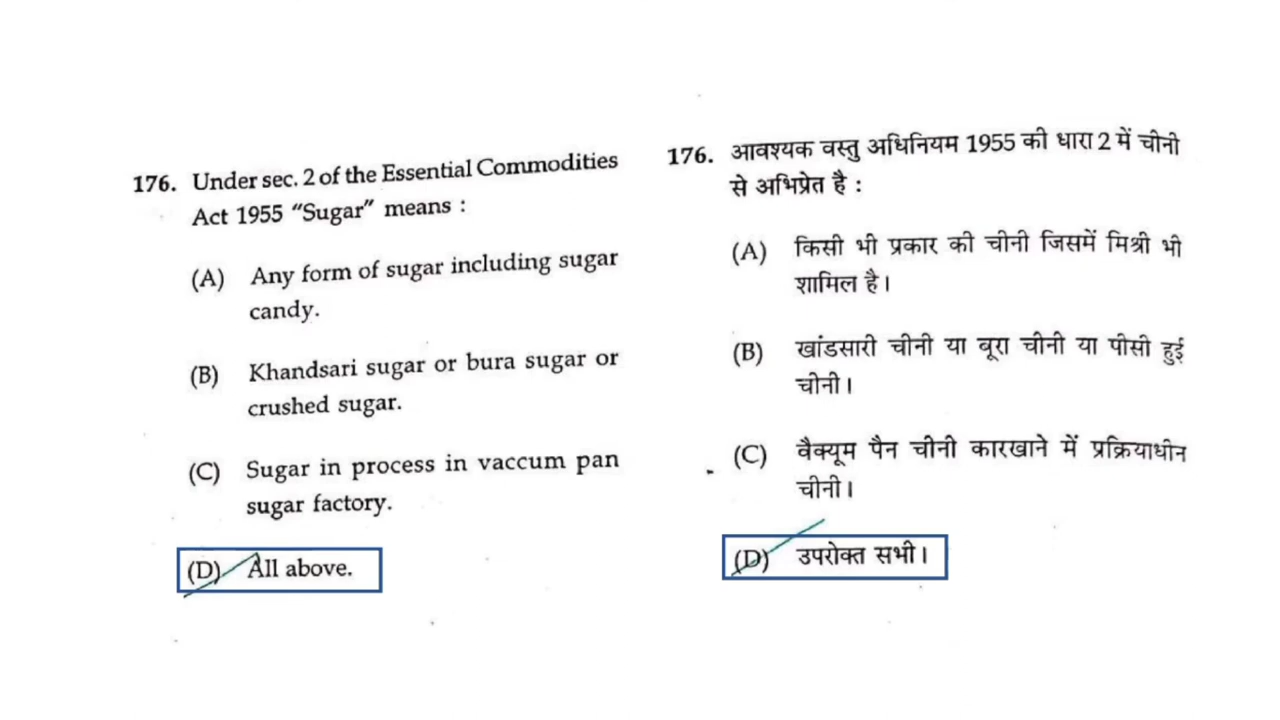 176. Under sec. 2 of the Essential Commodities
Act 1955 "Sugar" means :
(A) Any form of sugar including sugar
candy.
(B) Khandsari sugar or bura sugar or
crushed sugar.
(C) Sugar in process in vaccum pan
sugar factory.
(D) All above.
176. आवश्यक वस्तु अधिनियम 1955 की धारा 2 में चीनी
से अभिप्रेत है :
(A) किसी भी प्रकार की चीनी जिसमें मिश्री भी
शामिल है।
(B) खांडसारी चीनी या बूरा चीनी या पीसी हुई
चीनी।
(C) वैक्यूम पैन चीनी कारखाने में प्रक्रियाधीन
चीनी।
(D) उपरोक्त सभी।